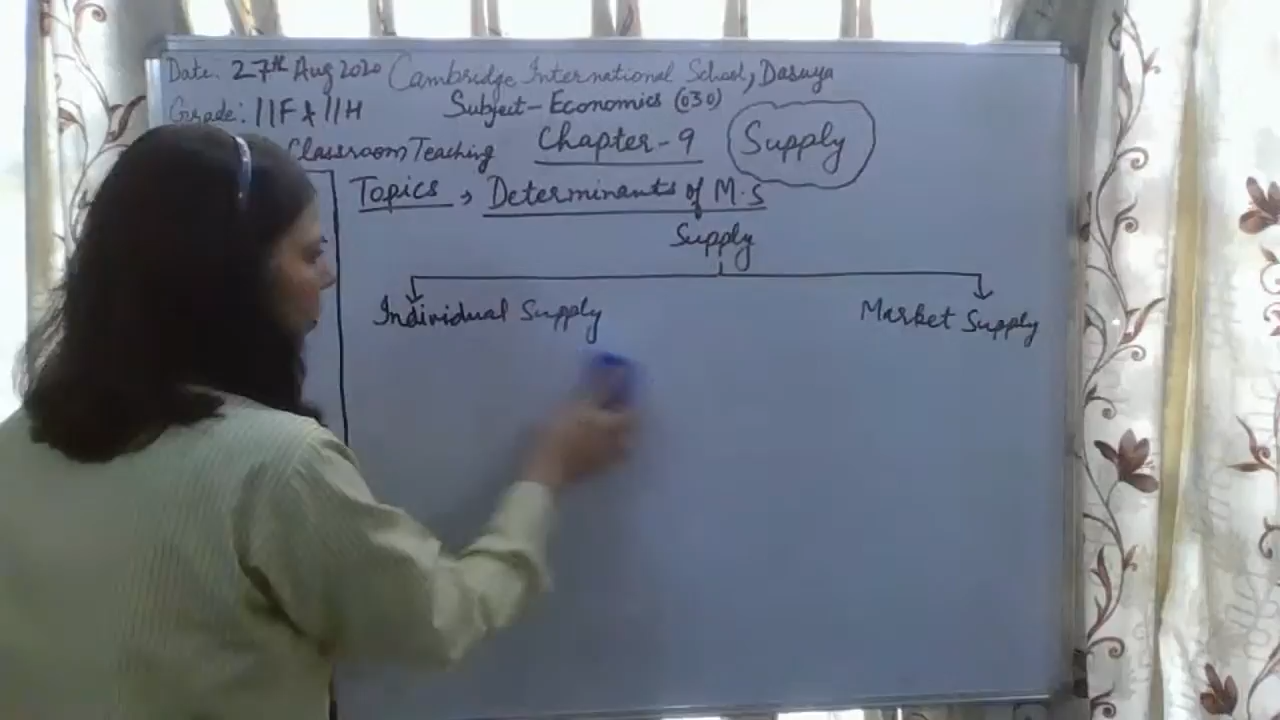 Date: 27th Aug 2020 Cambridge International School, Dasuya
Grade: 11F & 11H Subject - Economics (030)
Classroom Teaching Chapter - 9 Supply
Topics, Determinants of M.S
Supply
Individual Supply Market Supply